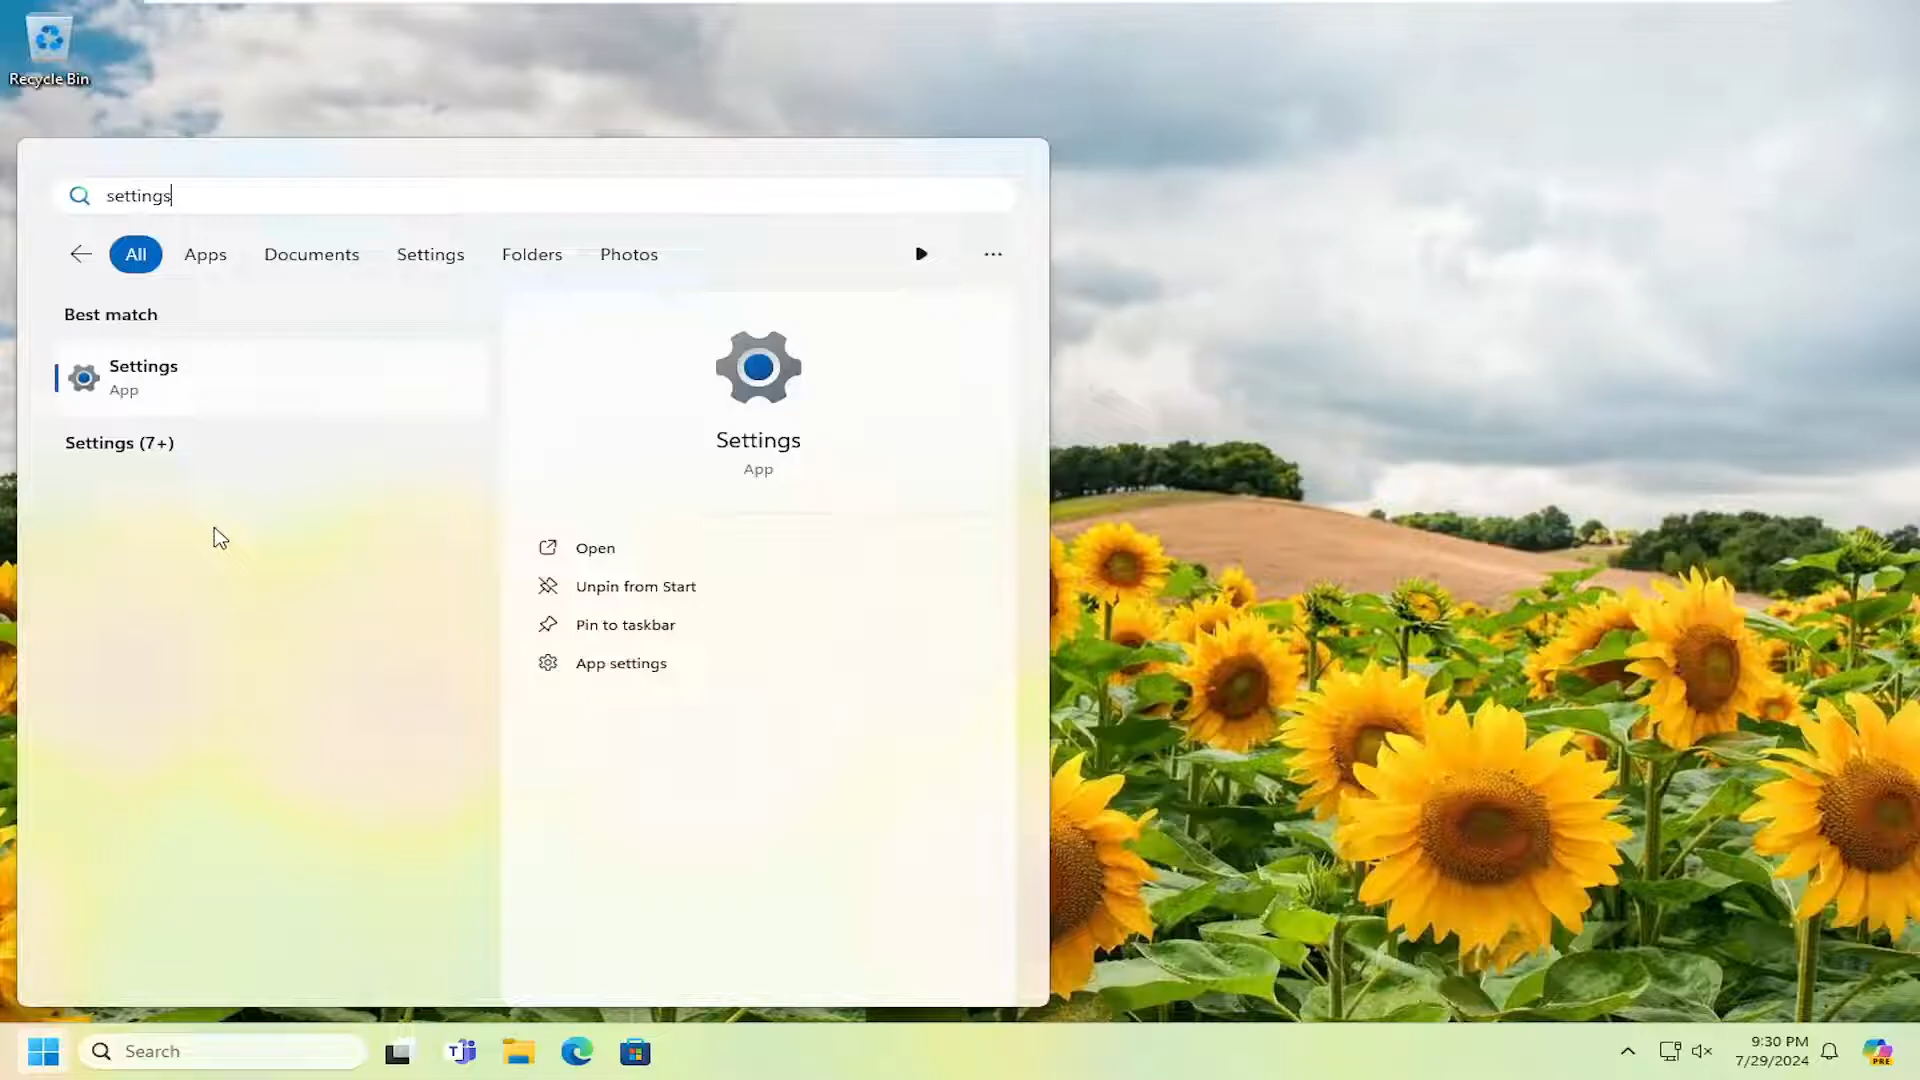 Recycle Bin
settings
All
Apps
Documents
Settings
Folders
Photos
Best match
Settings
App
Settings (7+)
Settings
App
Open
Unpin from Start
Pin to taskbar
App settings
Search
9:30 PM
7/29/2024
PRE